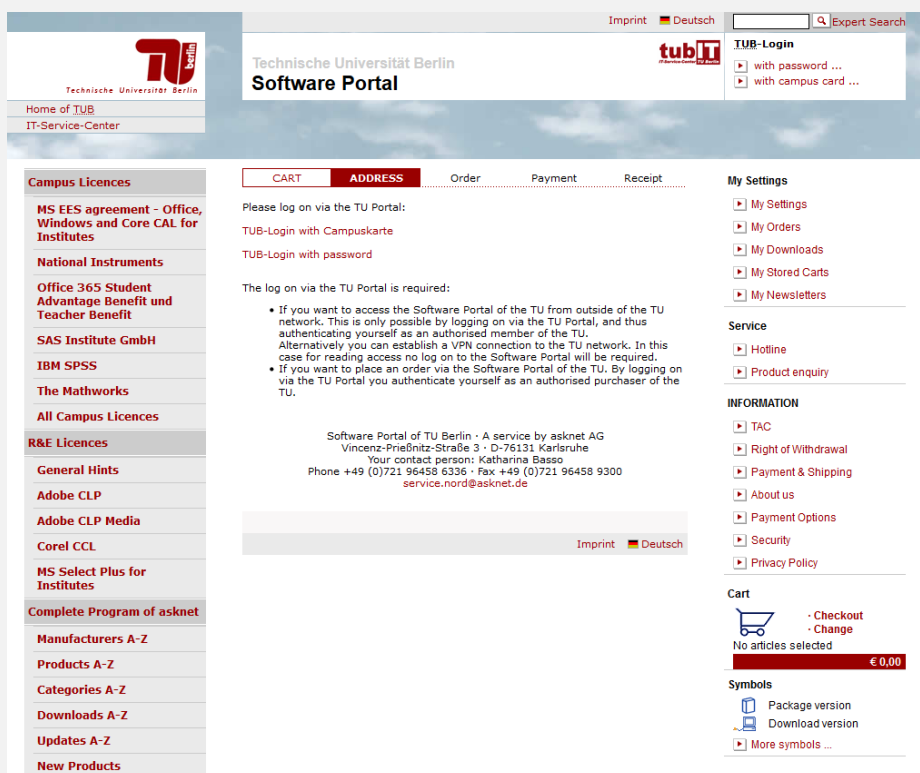 Imprint Deutsch
Expert Search
TUB
berlin
Technische Universität Berlin
Technische Universität Berlin
Software Portal
tubIT
IT-Service-Center TU Berlin
TUB-Login
with password ...
with campus card ...
Home of TUB
IT-Service-Center
Campus Licences
MS EES agreement - Office,
Windows and Core CAL for
Institutes
National Instruments
Office 365 Student
Advantage Benefit und
Teacher Benefit
SAS Institute GmbH
IBM SPSS
The Mathworks
All Campus Licences
R&E Licences
General Hints
Adobe CLP
Adobe CLP Media
Corel CCL
MS Select Plus for
Institutes
Complete Program of asknet
Manufacturers A-Z
Products A-Z
Categories A-Z
Downloads A-Z
Updates A-Z
New Products
CART ADDRESS Order Payment Receipt
Please log on via the TU Portal:
TUB-Login with Campuskarte
TUB-Login with password
The log on via the TU Portal is required:
• If you want to access the Software Portal of the TU from outside of the TU
network. This is only possible by logging on via the TU Portal, and thus
authenticating yourself as an authorised member of the TU.
Alternatively you can establish a VPN connection to the TU network. In this
case for reading access no log on to the Software Portal will be required.
• If you want to place an order via the Software Portal of the TU. By logging on
via the TU Portal you authenticate yourself as an authorised purchaser of the
TU.
Software Portal of TU Berlin · A service by asknet AG
Vincenz-Prießnitz-Straße 3 · D-76131 Karlsruhe
Your contact person: Katharina Basso
Phone +49 (0)721 96458 6336 · Fax +49 (0)721 96458 9300
service.nord@asknet.de
Imprint Deutsch
My Settings
My Settings
My Orders
My Downloads
My Stored Carts
My Newsletters
Service
Hotline
Product enquiry
INFORMATION
TAC
Right of Withdrawal
Payment & Shipping
About us
Payment Options
Security
Privacy Policy
Cart
· Checkout
· Change
No articles selected
€ 0,00
Symbols
Package version
Download version
More symbols ...